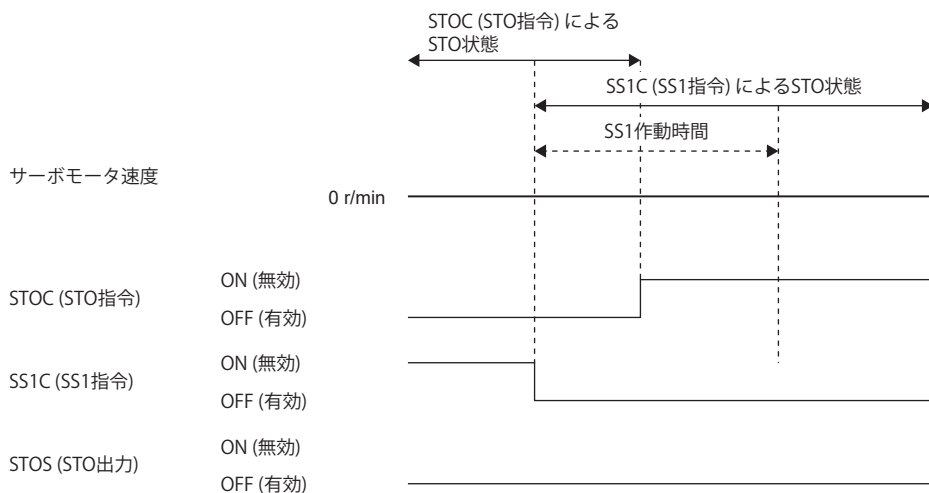 STOC (STO指令) による
STO状態
SS1C (SS1指令) によるSTO状態
SS1作動時間
サーボモータ速度
0 r/min
STOC (STO指令)
ON (無効)
OFF (有効)
SS1C (SS1指令)
ON (無効)
OFF (有効)
STOS (STO出力)
ON (無効)
OFF (有効)